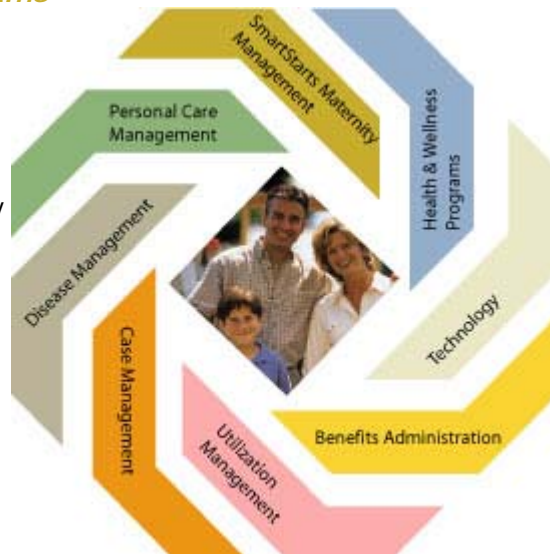 SmartStarts Maternity
Management
Health & Wellness
Programs
Technology
Benefits Administration
Utilization
Management
Case Management
Disease Management
Personal Care
Management